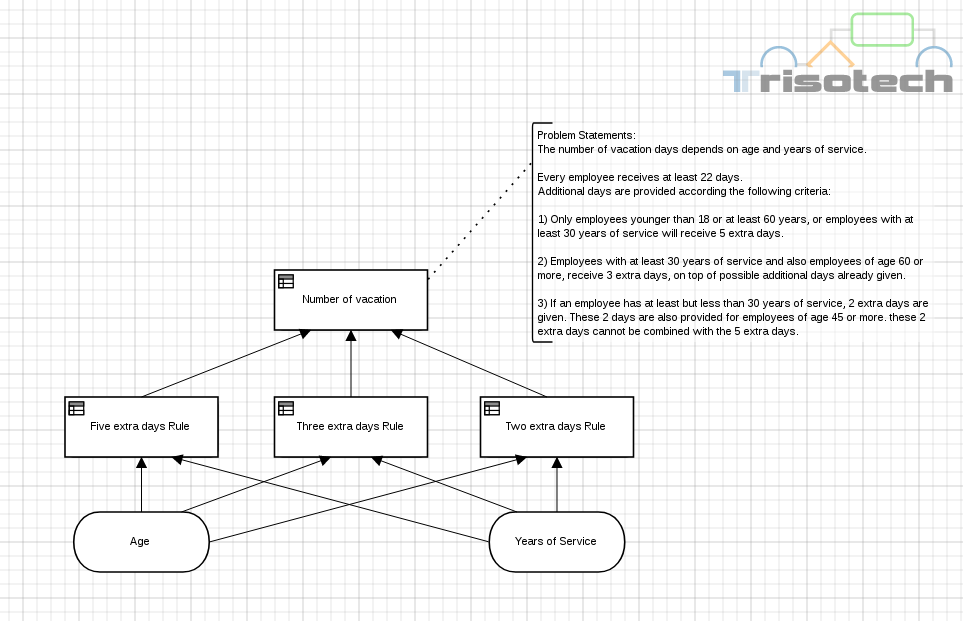 Trisotech
Problem Statements:
The number of vacation days depends on age and years of service.
Every employee receives at least 22 days.
Additional days are provided according the following criteria:
1) Only employees younger than 18 or at least 60 years, or employees with at
least 30 years of service will receive 5 extra days.
2) Employees with at least 30 years of service and also employees of age 60 or
more, receive 3 extra days, on top of possible additional days already given.
3) If an employee has at least but less than 30 years of service, 2 extra days are
given. These 2 days are also provided for employees of age 45 or more. these 2
extra days cannot be combined with the 5 extra days.
Number of vacation
Five extra days Rule
Three extra days Rule
Two extra days Rule
Age
Years of Service